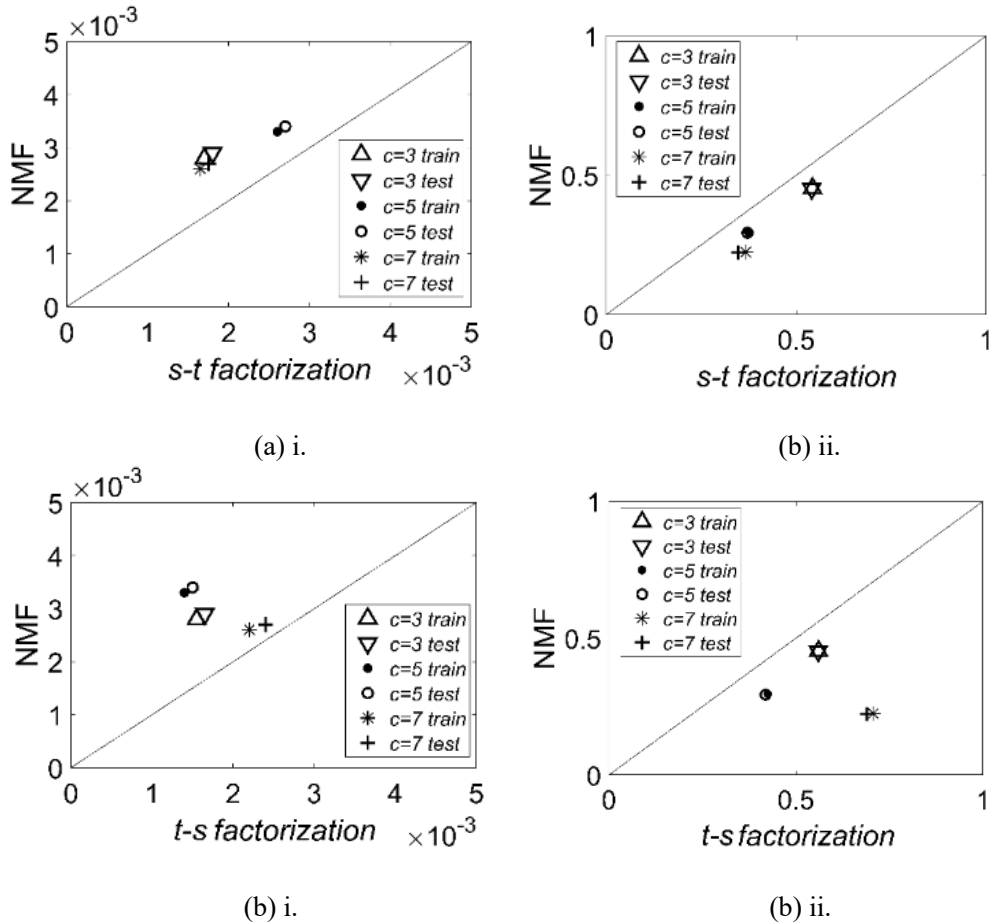 ×10⁻³
5
4
3
2
1
0
NMF
c=3 train
c=3 test
c=5 train
c=5 test
c=7 train
c=7 test
0 1 2 3 4 5
s-t factorization ×10⁻³
(a) i.
1
0.5
0
NMF
c=3 train
c=3 test
c=5 train
c=5 test
c=7 train
c=7 test
0 0.5 1
s-t factorization
(b) ii.
×10⁻³
5
4
3
2
1
0
NMF
c=3 train
c=3 test
c=5 train
c=5 test
c=7 train
c=7 test
0 1 2 3 4 5
t-s factorization ×10⁻³
(b) i.
1
0.5
0
NMF
c=3 train
c=3 test
c=5 train
c=5 test
c=7 train
c=7 test
0 0.5 1
t-s factorization
(b) ii.